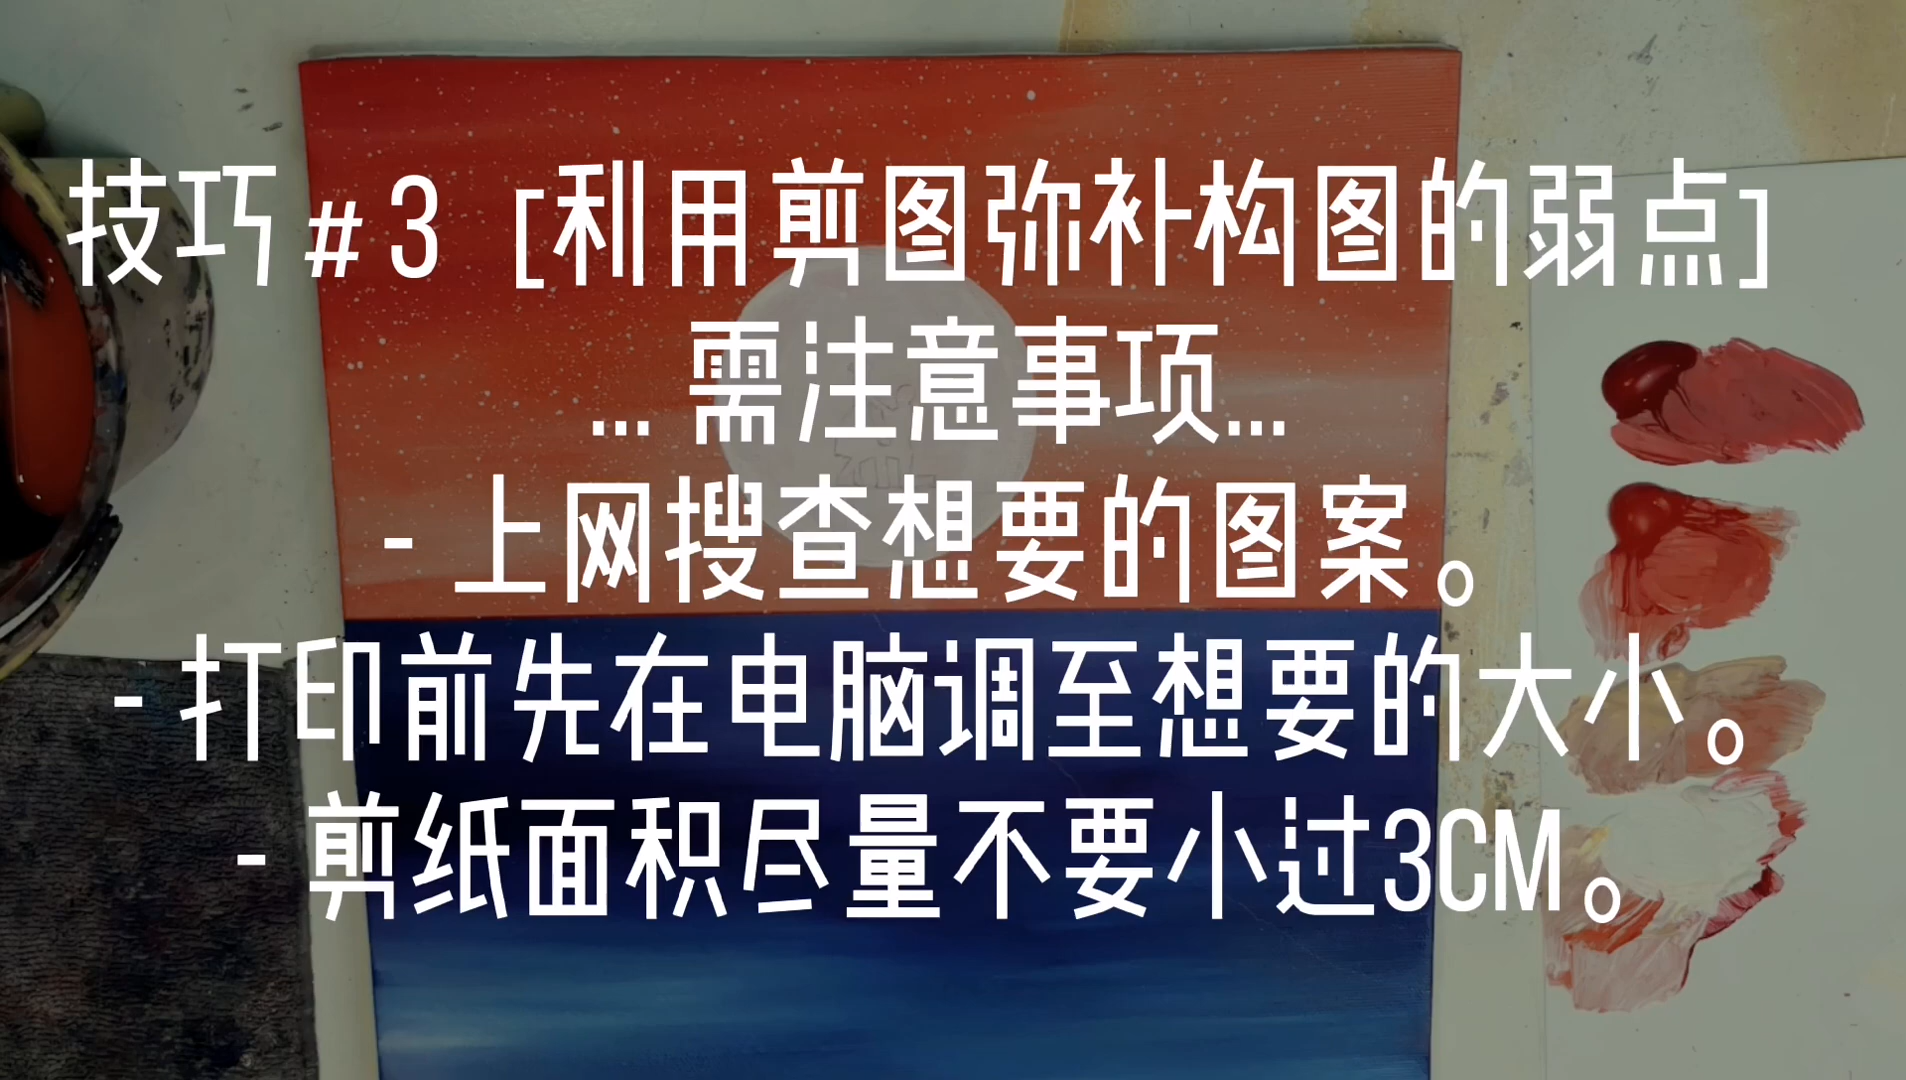 技巧#3 [利用剪图弥补构图的弱点]
... 需注意事项...
- 上网搜查想要的图案。
- 打印前先在电脑调至想要的大小。
- 剪纸面积尽量不要小过3CM。